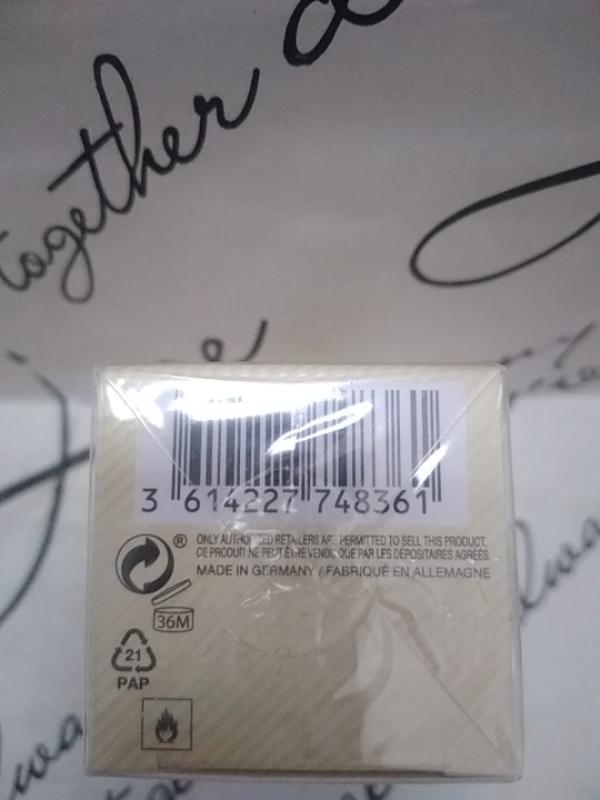 together
3 614227 748361
®
ONLY AUTHORIZED RETAILERS ARE PERMITTED TO SELL THIS PRODUCT.
CE PRODUIT NE PEUT ÊTRE VENDU QUE PAR LES DÉPOSITAIRES AGRÉÉS.
MADE IN GERMANY / FABRIQUÉ EN ALLEMAGNE
36M
21
PAP